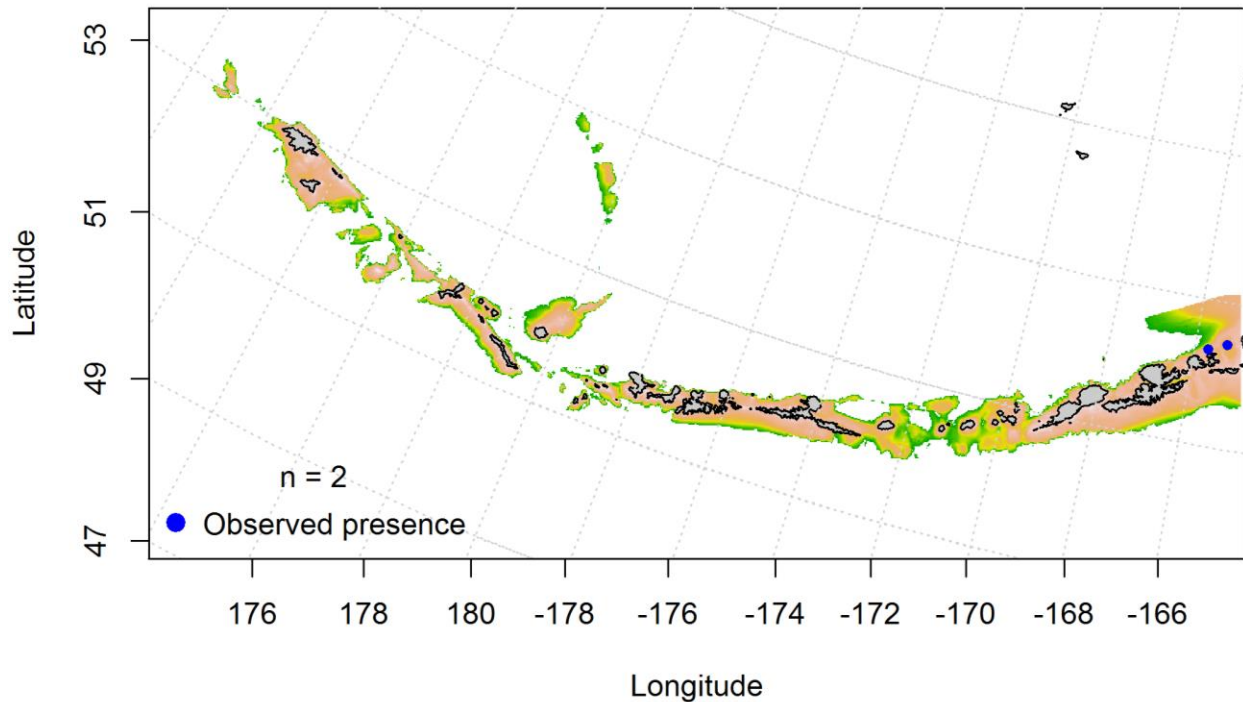 53
51
49
47
Latitude
n = 2
Observed presence
176 178 180 -178 -176 -174 -172 -170 -168 -166
Longitude